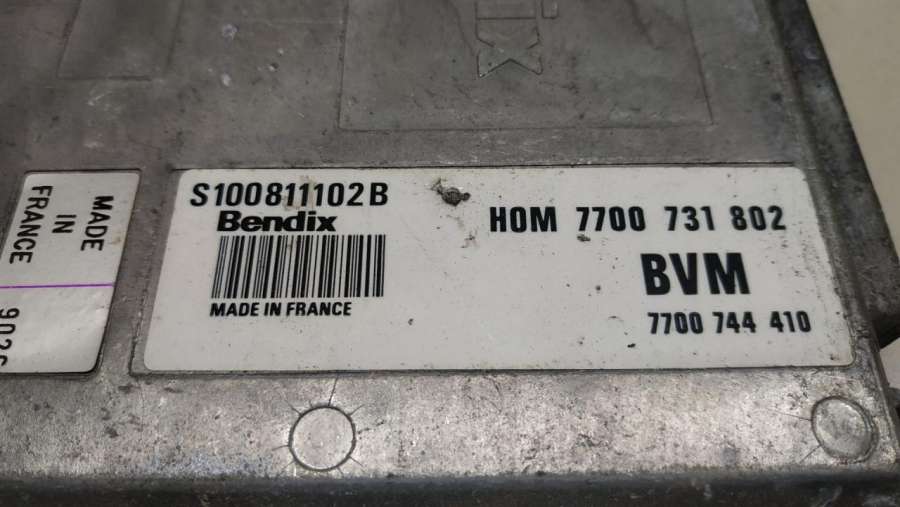 MADE
IN
FRANCE
S100811102B
Bendix
MADE IN FRANCE
HOM 7700 731 802
BVM
7700 744 410